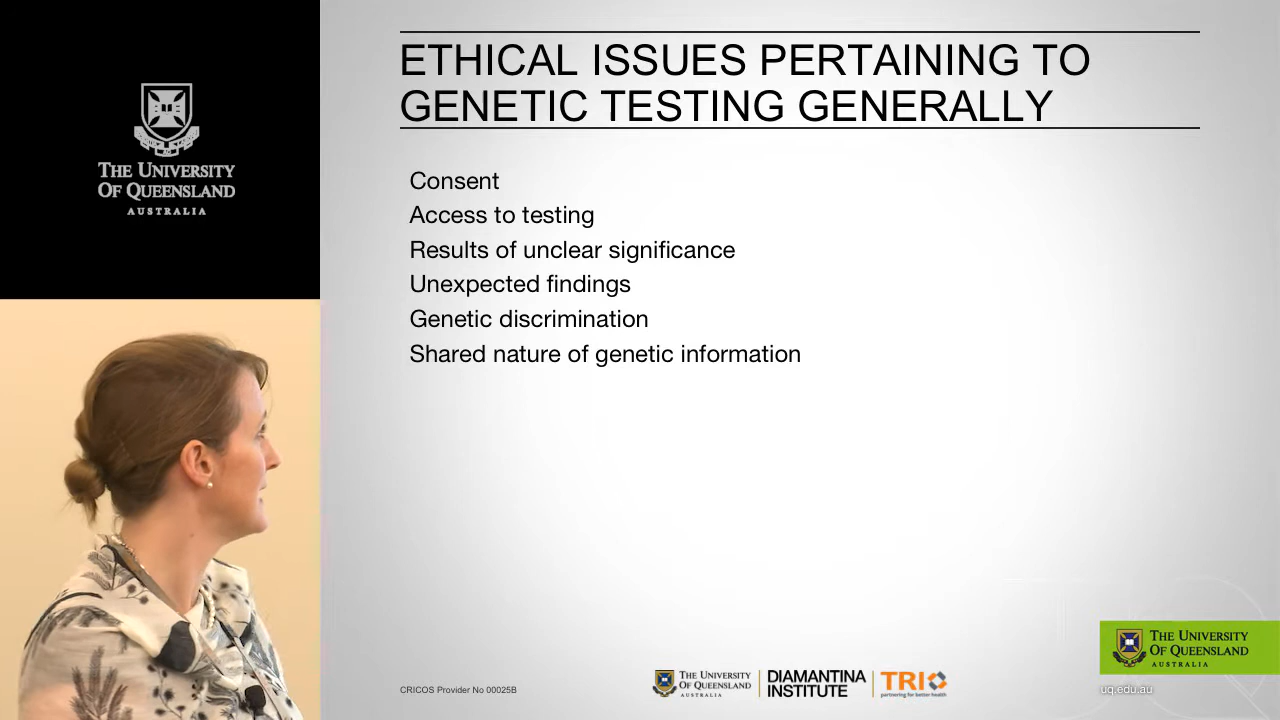 THE UNIVERSITY
OF QUEENSLAND
AUSTRALIA
ETHICAL ISSUES PERTAINING TO
GENETIC TESTING GENERALLY
Consent
Access to testing
Results of unclear significance
Unexpected findings
Genetic discrimination
Shared nature of genetic information
CRICOS Provider No 00025B
THE UNIVERSITY
OF QUEENSLAND
AUSTRALIA
DIAMANTINA
INSTITUTE
TRI
partnering for better health
THE UNIVERSITY
OF QUEENSLAND
AUSTRALIA
uq.edu.au